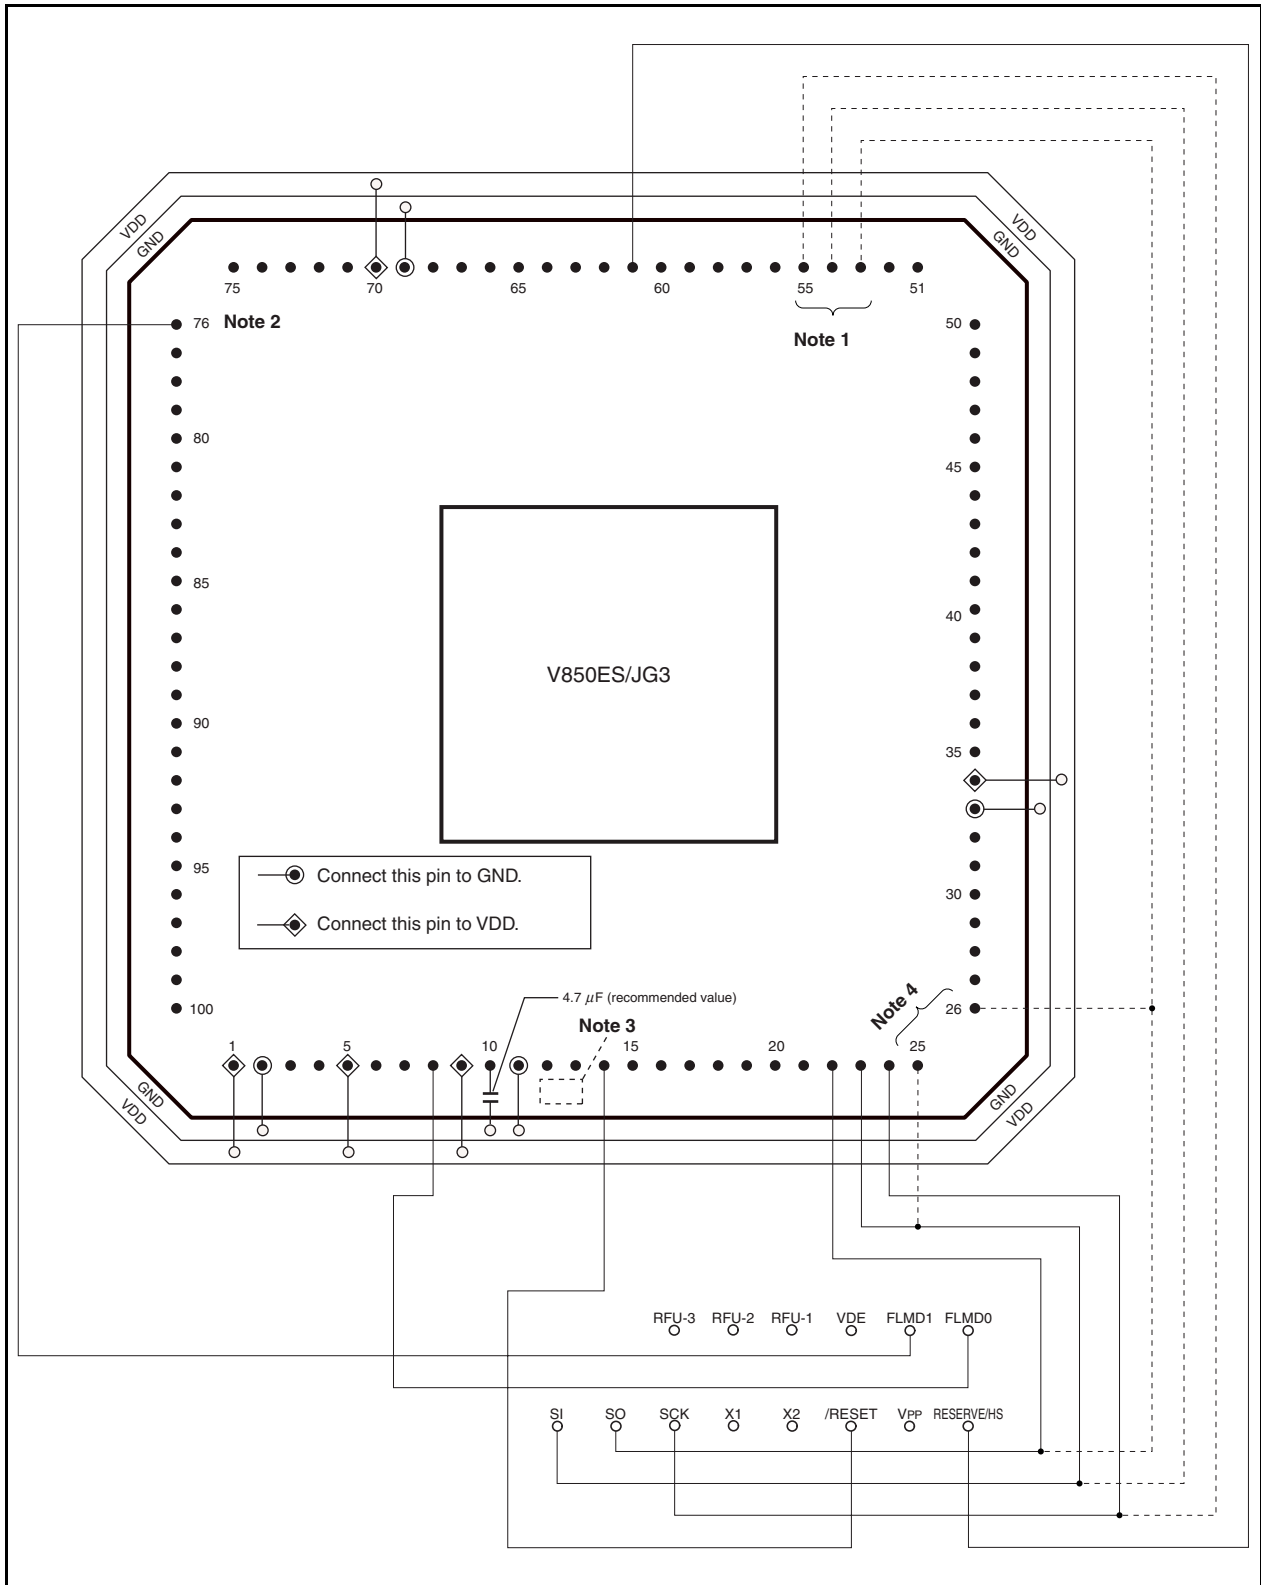 VDD
GND
VDD
GND
75
70
65
60
55
51
Note 1
76
Note 2
50
80
45
85
40
V850ES/JG3
90
35
95
Connect this pin to GND.
30
Connect this pin to VDD.
100
4.7 µF (recommended value)
Note 3
Note 4
26
1
5
10
15
20
25
GND
VDD
GND
VDD
RFU-3 RFU-2 RFU-1 VDE FLMD1 FLMD0
SI SO SCK X1 X2 /RESET VPP RESERVE/HS